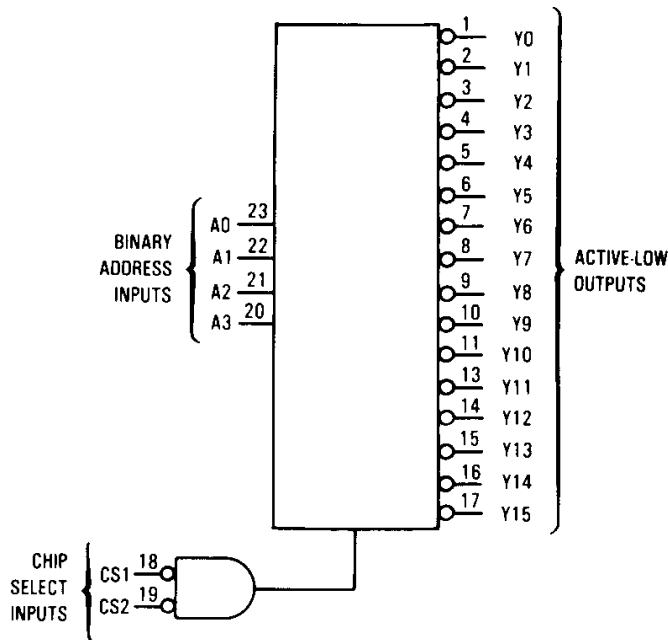 1 Y0
2 Y1
3 Y2
4 Y3
5 Y4
6 Y5
7 Y6
8 Y7
9 Y8
10 Y9
11 Y10
13 Y11
14 Y12
15 Y13
16 Y14
17 Y15
BINARY
ADDRESS
INPUTS
A0 23
A1 22
A2 21
A3 20
ACTIVE-LOW
OUTPUTS
CHIP
SELECT
INPUTS
CS1 18
CS2 19